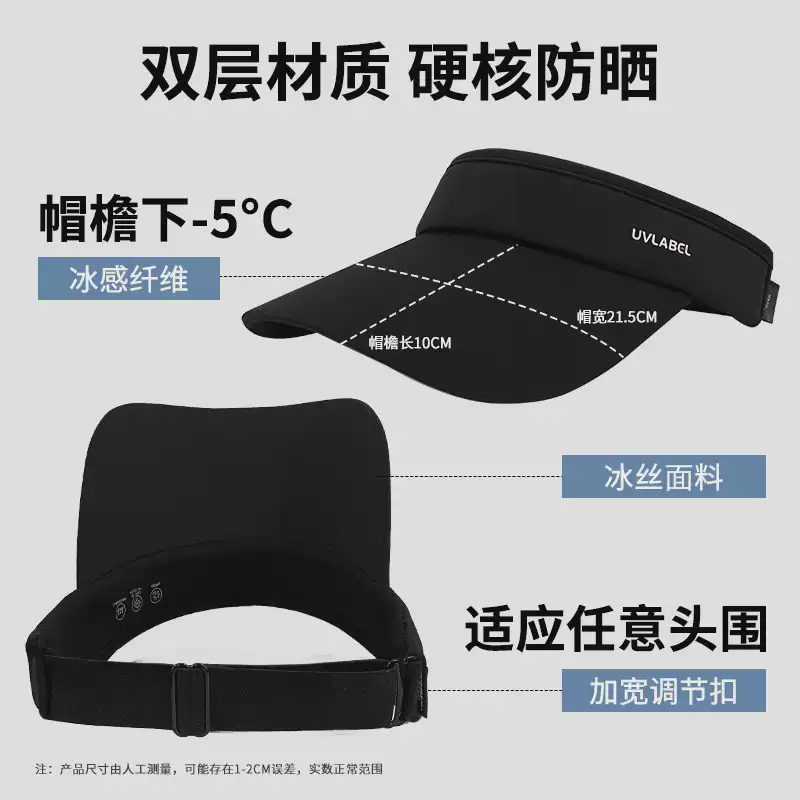 双层材质 硬核防晒
帽檐下-5°C
冰感纤维
UVLABEL
帽宽21.5CM
帽檐长10CM
冰丝面料
适应任意头围
加宽调节扣
注：产品尺寸由人工测量，可能存在1-2CM误差，实数正常范围